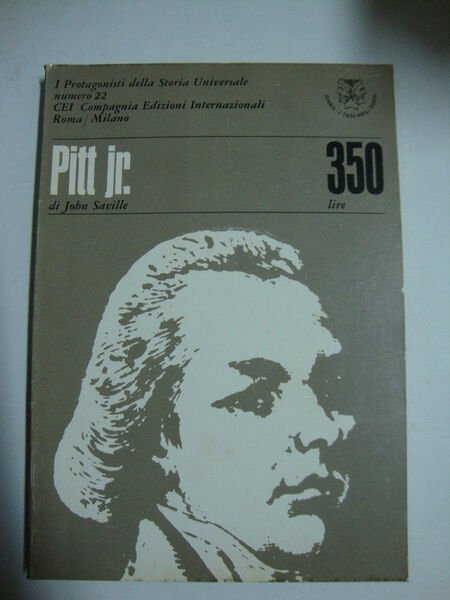 I Protagonisti della Storia Universale
numero 22
CEI Compagnia Edizioni Internazionali
Roma/Milano
Pitt jr.
350
di John Saville
lire